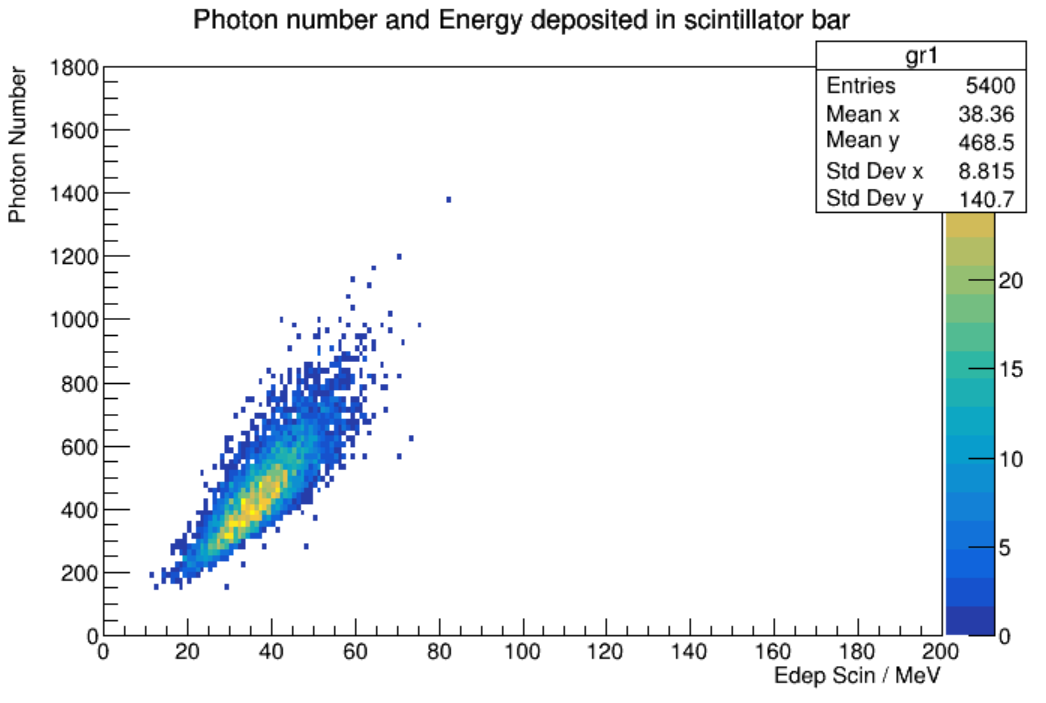 Photon number and Energy deposited in scintillator bar
gr1
Entries 5400
Mean x 38.36
Mean y 468.5
Std Dev x 8.815
Std Dev y 140.7
Photon Number
1800
1600
1400
1200
1000
800
600
400
200
0
0 20 40 60 80 100 120 140 160 180 200
Edep Scin / MeV
20
15
10
5
0